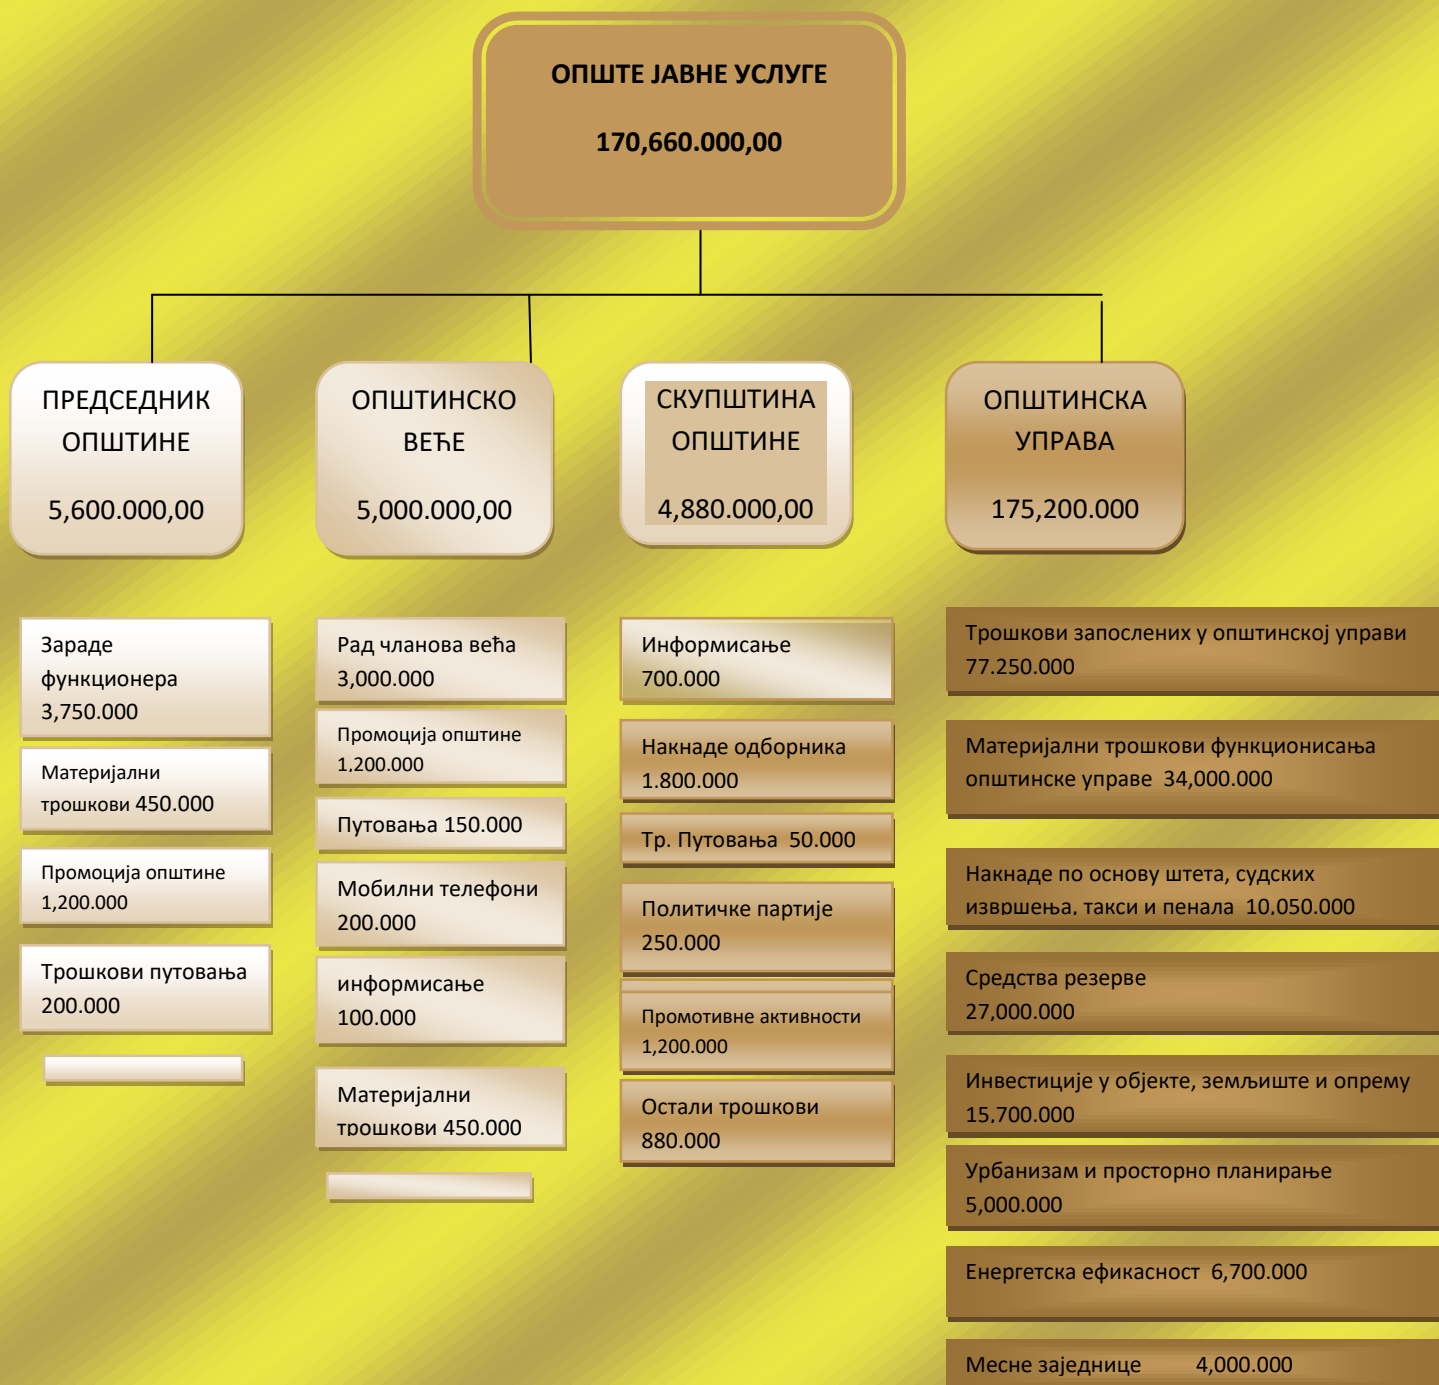 ОПШТЕ ЈАВНЕ УСЛУГЕ
170,660.000,00
ПРЕДСЕДНИК
ОПШТИНЕ
5,600.000,00
ОПШТИНСКО
ВЕЋЕ
5,000.000,00
СКУПШТИНА
ОПШТИНЕ
4,880.000,00
ОПШТИНСКА
УПРАВА
175,200.000
Зараде
функционера
3,750.000
Материјални
трошкови 450.000
Промоција општине
1,200.000
Трошкови путовања
200.000
Рад чланова већа
3,000.000
Промоција општине
1,200.000
Путовања 150.000
Мобилни телефони
200.000
информисање
100.000
Материјални
трошкови 450.000
Информисање
700.000
Накнаде одборника
1.800.000
Тр. Путовања 50.000
Политичке партије
250.000
Промотивне активности
1,200.000
Остали трошкови
880.000
Трошкови запослених у општинској управи
77.250.000
Материјални трошкови функционисања
општинске управе 34,000.000
Накнаде по основу штета, судских
извршења, такси и пенала 10,050.000
Средства резерве
27,000.000
Инвестиције у објекте, земљиште и опрему
15,700.000
Урбанизам и просторно планирање
5,000.000
Енергетска ефикасност 6,700.000
Месне заједнице 4,000.000